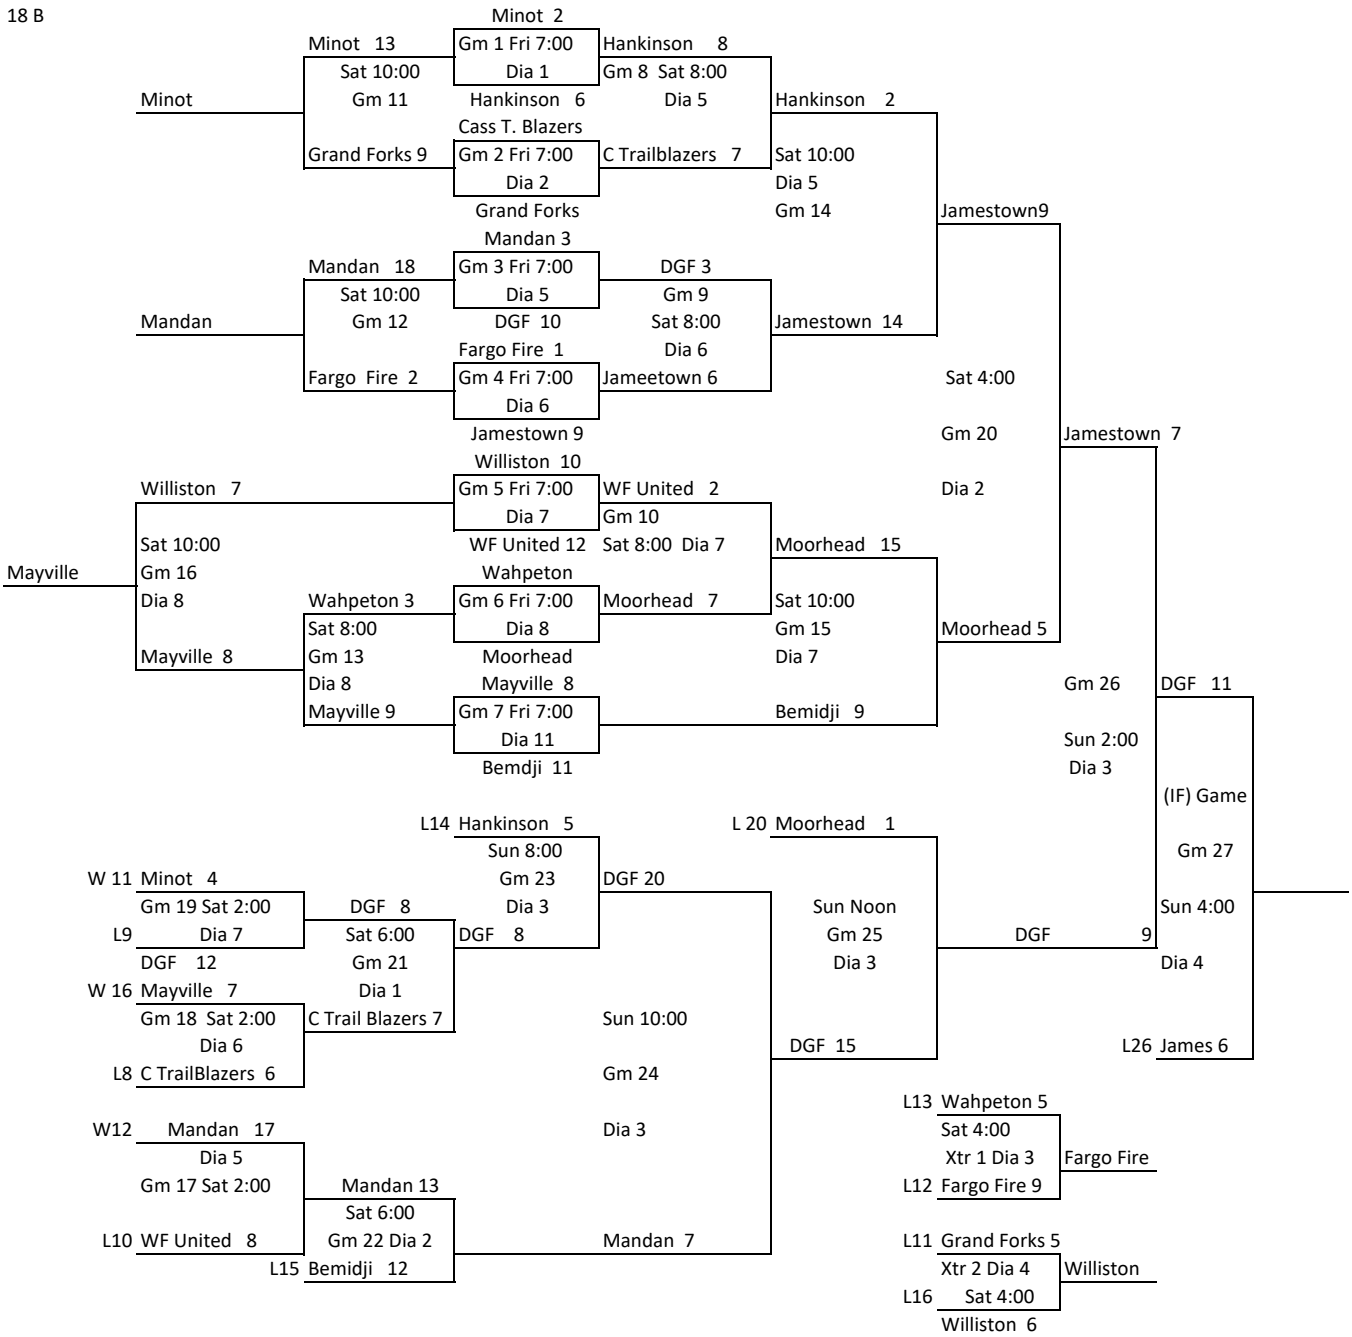 18 B
Minot 2
Minot 13
Gm 1 Fri 7:00
Hankinson 8
Sat 10:00
Dia 1
Gm 8 Sat 8:00
Minot
Gm 11
Hankinson 6
Dia 5
Hankinson 2
Cass T. Blazers
Grand Forks 9
Gm 2 Fri 7:00
C Trailblazers 7
Sat 10:00
Dia 2
Dia 5
Grand Forks
Gm 14
Jamestown9
Mandan 3
Mandan 18
Gm 3 Fri 7:00
DGF 3
Sat 10:00
Dia 5
Gm 9
Mandan
Gm 12
DGF 10
Sat 8:00
Jamestown 14
Fargo Fire 1
Dia 6
Fargo Fire 2
Gm 4 Fri 7:00
Jameetown 6
Sat 4:00
Dia 6
Jamestown 9
Gm 20
Jamestown 7
Williston 10
Williston 7
Gm 5 Fri 7:00
WF United 2
Dia 2
Dia 7
Gm 10
Sat 10:00
WF United 12
Sat 8:00 Dia 7
Moorhead 15
Mayville
Gm 16
Wahpeton
Dia 8
Wahpeton 3
Gm 6 Fri 7:00
Moorhead 7
Sat 10:00
Sat 8:00
Dia 8
Gm 15
Moorhead 5
Mayville 8
Gm 13
Moorhead
Dia 7
Dia 8
Mayville 8
Gm 26
DGF 11
Mayville 9
Gm 7 Fri 7:00
Bemidji 9
Dia 11
Sun 2:00
Bemdji 11
Dia 3
(IF) Game
L14 Hankinson 5
L 20 Moorhead 1
Sun 8:00
Gm 27
W 11 Minot 4
Gm 23
DGF 20
Gm 19 Sat 2:00
DGF 8
Dia 3
Sun Noon
Sun 4:00
L9
Dia 7
Sat 6:00
DGF 8
Gm 25
DGF 9
DGF 12
Gm 21
Dia 3
Dia 4
W 16 Mayville 7
Dia 1
Gm 18 Sat 2:00
C Trail Blazers 7
Sun 10:00
Dia 6
DGF 15
L26 James 6
L8 C TrailBlazers 6
Gm 24
L13 Wahpeton 5
W12 Mandan 17
Dia 3
Sat 4:00
Dia 5
Xtr 1 Dia 3
Fargo Fire
Gm 17 Sat 2:00
Mandan 13
L12 Fargo Fire 9
Sat 6:00
L10 WF United 8
Gm 22 Dia 2
Mandan 7
L11 Grand Forks 5
L15 Bemidji 12
Xtr 2 Dia 4
Williston
L16
Sat 4:00
Williston 6